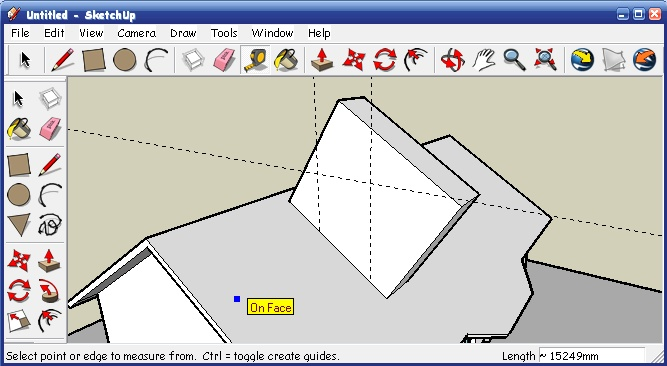 Untitled - SketchUp
File Edit View Camera Draw Tools Window Help
On Face
Select point or edge to measure from. Ctrl = toggle create guides. Length ~ 15249mm